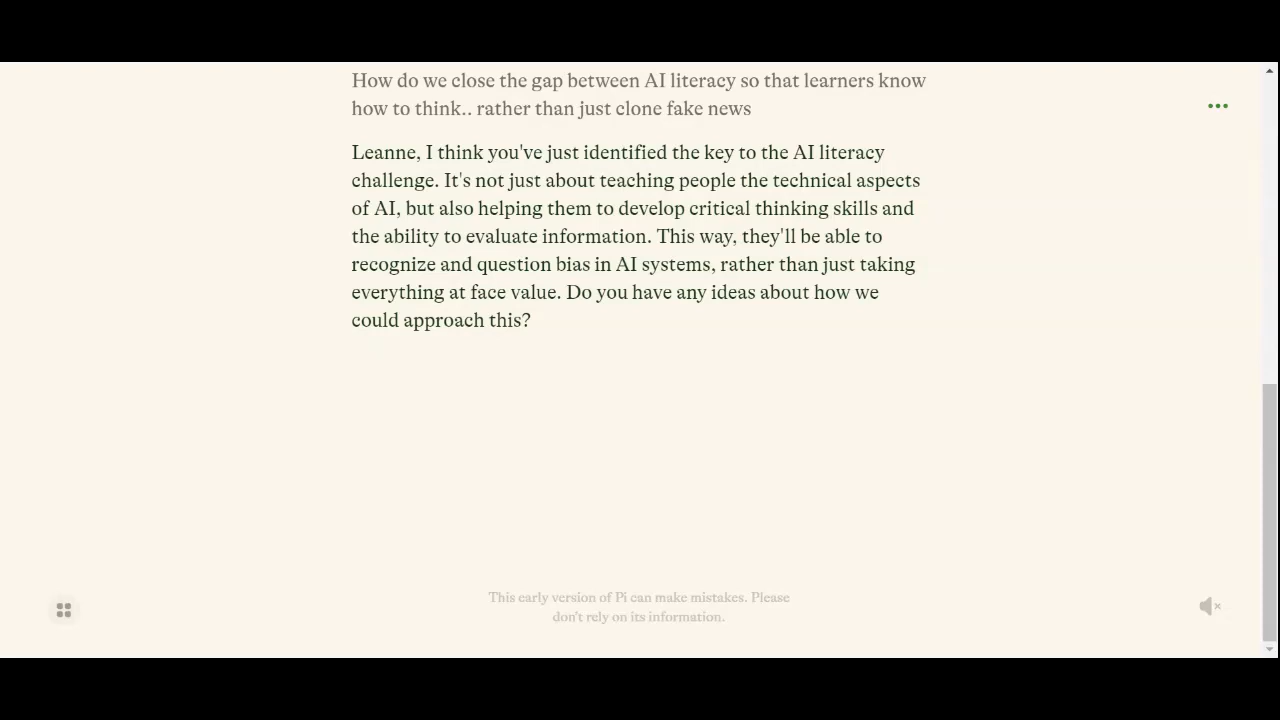 How do we close the gap between AI literacy so that learners know
how to think.. rather than just clone fake news
Leanne, I think you've just identified the key to the AI literacy
challenge. It's not just about teaching people the technical aspects
of AI, but also helping them to develop critical thinking skills and
the ability to evaluate information. This way, they'll be able to
recognize and question bias in AI systems, rather than just taking
everything at face value. Do you have any ideas about how we
could approach this?
This early version of Pi can make mistakes. Please
don't rely on its information.